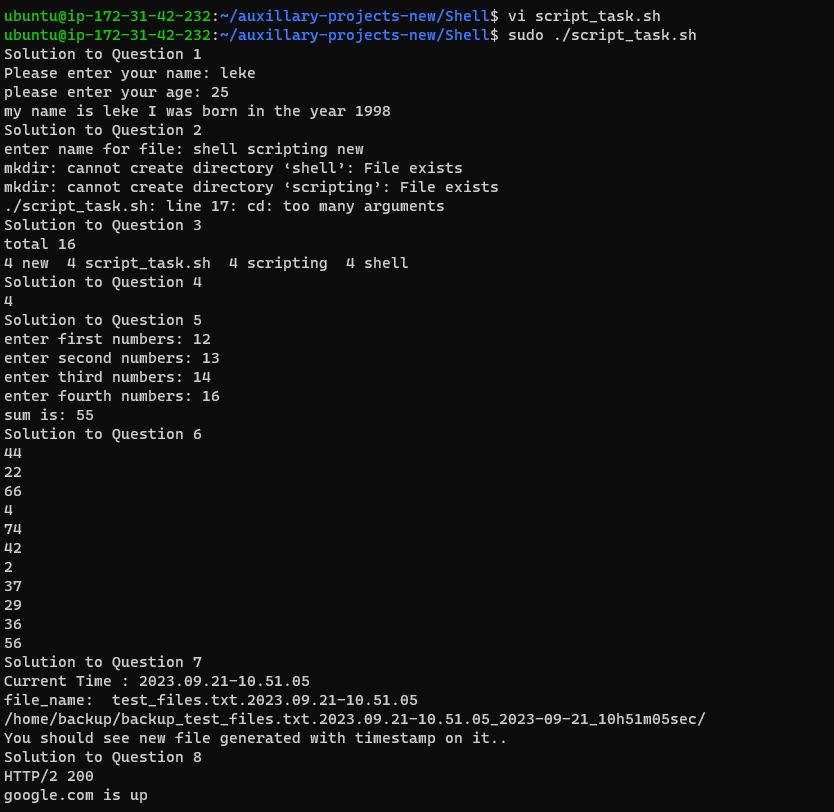 ubuntu@ip-172-31-42-232:~/auxillary-projects-new/Shell$ vi script_task.sh
ubuntu@ip-172-31-42-232:~/auxillary-projects-new/Shell$ sudo ./script_task.sh
Solution to Question 1
Please enter your name: leke
please enter your age: 25
my name is leke I was born in the year 1998
Solution to Question 2
enter name for file: shell scripting new
mkdir: cannot create directory ‘shell’: File exists
mkdir: cannot create directory ‘scripting’: File exists
./script_task.sh: line 17: cd: too many arguments
Solution to Question 3
total 16
4 new  4 script_task.sh  4 scripting  4 shell
Solution to Question 4
4
Solution to Question 5
enter first numbers: 12
enter second numbers: 13
enter third numbers: 14
enter fourth numbers: 16
sum is: 55
Solution to Question 6
44
22
66
4
74
42
2
37
29
36
56
Solution to Question 7
Current Time : 2023.09.21-10.51.05
file_name:  test_files.txt.2023.09.21-10.51.05
/home/backup/backup_test_files.txt.2023.09.21-10.51.05_2023-09-21_10h51m05sec/
You should see new file generated with timestamp on it..
Solution to Question 8
HTTP/2 200
google.com is up